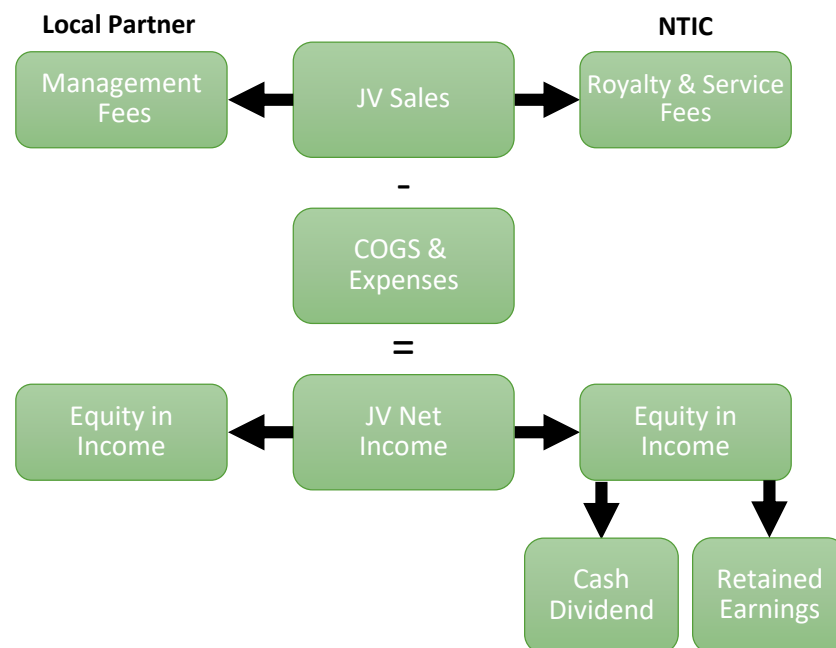 Local Partner
NTIC
Management
Fees
JV Sales
Royalty & Service
Fees
-
COGS &
Expenses
=
Equity in
Income
JV Net
Income
Equity in
Income
Cash
Dividend
Retained
Earnings